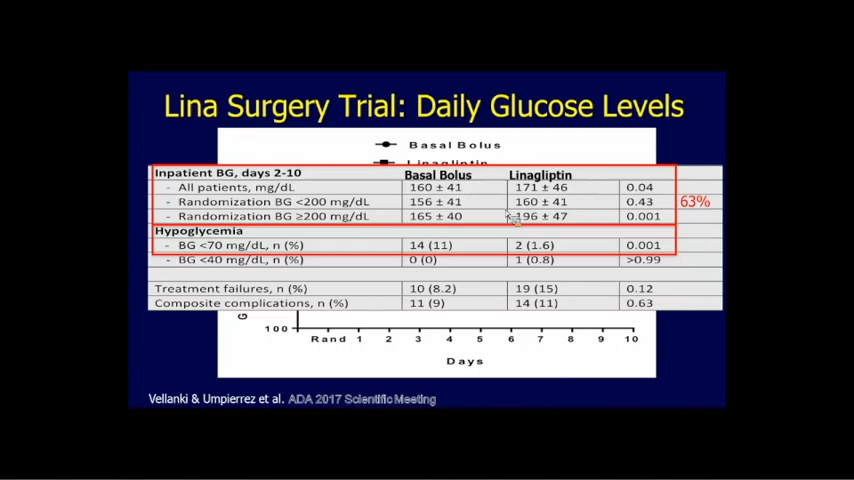 Lina Surgery Trial: Daily Glucose Levels
Basal Bolus
Linagliptin
Inpatient BG, days 2-10 Basal Bolus Linagliptin
- All patients, mg/dL 160 ± 41 171 ± 46 0.04
- Randomization BG <200 mg/dL 156 ± 41 160 ± 41 0.43 63%
- Randomization BG ≥200 mg/dL 165 ± 40 196 ± 47 0.001
Hypoglycemia
- BG <70 mg/dL, n (%) 14 (11) 2 (1.6) 0.001
- BG <40 mg/dL, n (%) 0 (0) 1 (0.8) >0.99
Treatment failures, n (%) 10 (8.2) 19 (15) 0.12
Composite complications, n (%) 11 (9) 14 (11) 0.63
G
100
Rand 1 2 3 4 5 6 7 8 9 10
Days
Vellanki & Umpierrez et al. ADA 2017 Scientific Meeting